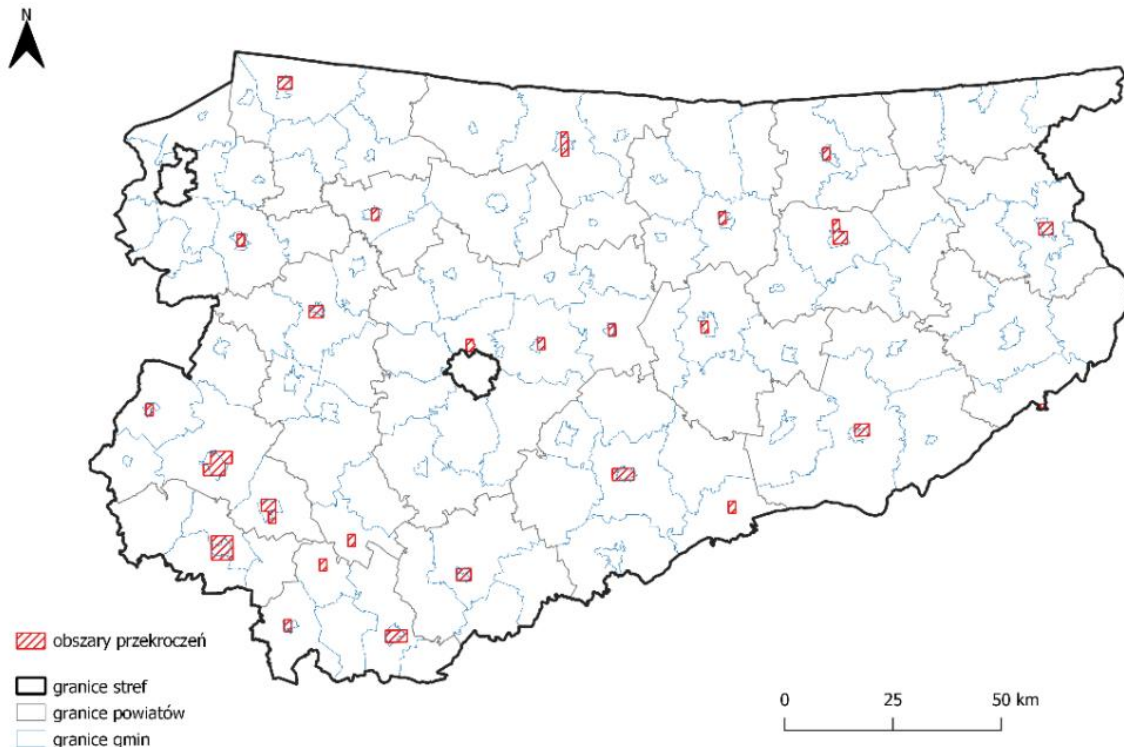 N
obszary przekroczeń
granice stref
granice powiatów
granice gmin
0 25 50 km